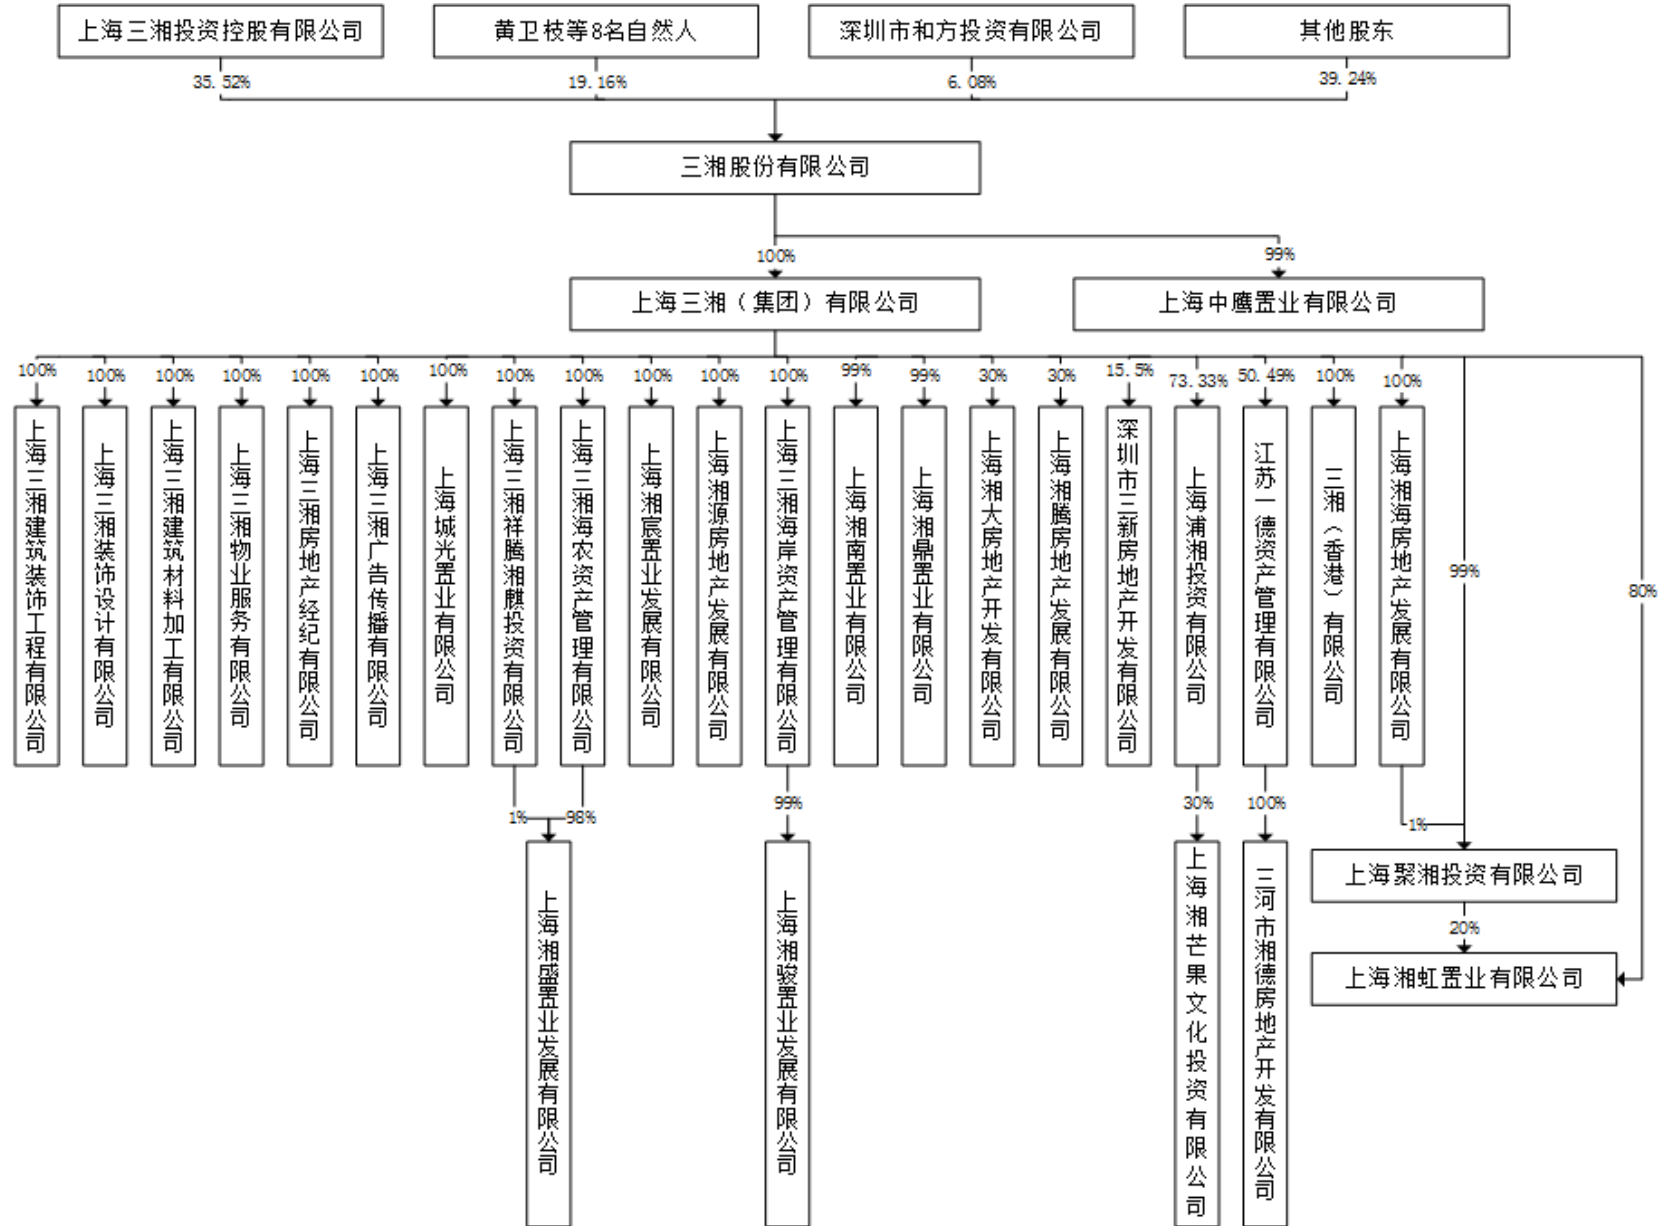 上海三湘投资控股有限公司
黄卫枝等8名自然人
深圳市和方投资有限公司
其他股东
35.52%
19.16%
6.08%
39.24%
三湘股份有限公司
100%
99%
上海三湘（集团）有限公司
上海中鹰置业有限公司
100%
100%
100%
100%
100%
100%
100%
100%
100%
100%
100%
100%
99%
99%
30%
30%
15.5%
73.33%
50.49%
100%
100%
上海三湘建筑装饰工程有限公司
上海三湘装饰设计有限公司
上海三湘建筑材料加工有限公司
上海三湘物业服务有限公司
上海三湘房地产经纪有限公司
上海三湘广告传播有限公司
上海城光置业有限公司
上海三湘祥腾湘麒投资有限公司
上海三湘海农资产管理有限公司
上海湘宸置业发展有限公司
上海湘源房地产发展有限公司
上海三湘海岸资产管理有限公司
上海湘南置业有限公司
上海湘鼎置业有限公司
上海湘大房地产开发有限公司
上海湘腾房地产发展有限公司
深圳市三新房地产开发有限公司
上海浦湘投资有限公司
江苏一德资产管理有限公司
三湘（香港）有限公司
上海湘海房地产发展有限公司
99%
80%
1%
98%
99%
30%
100%
1%
上海湘盛置业发展有限公司
上海湘骏置业发展有限公司
上海湘芒果文化投资有限公司
三河市湘德房地产开发有限公司
上海聚湘投资有限公司
20%
上海湘虹置业有限公司